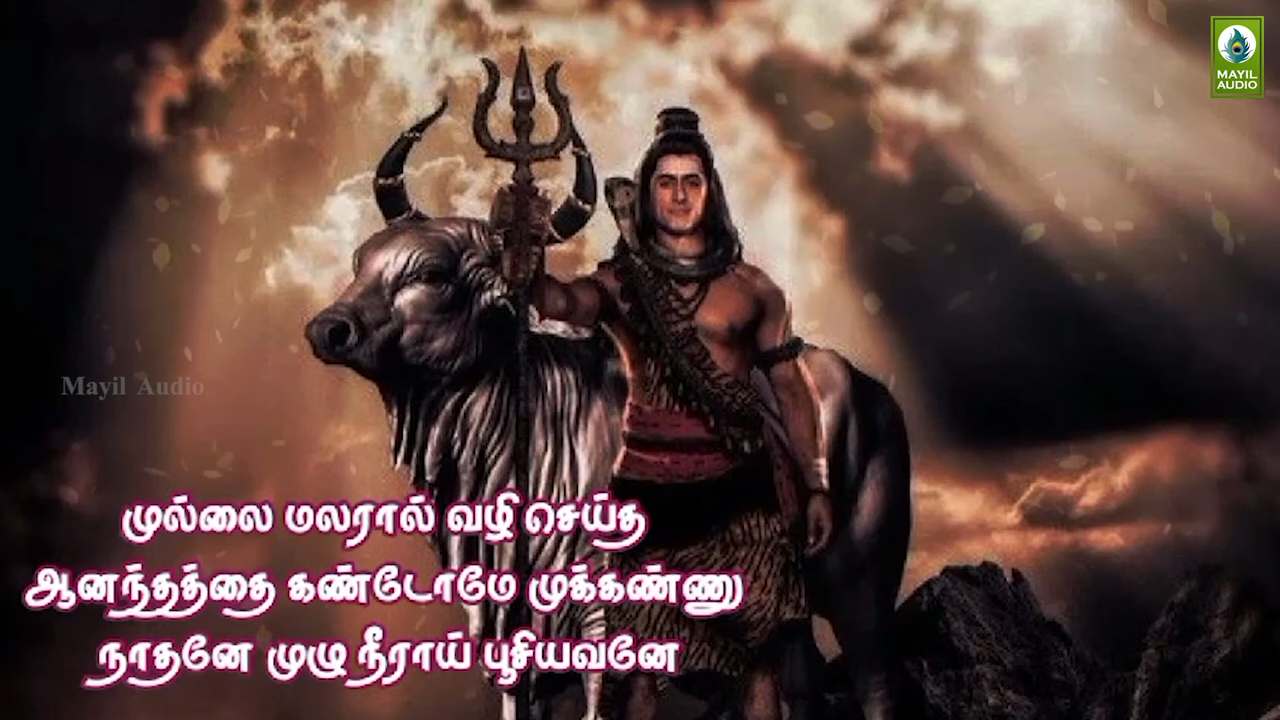 MAYIL
AUDIO
Mayil Audio
முல்லை மலரால் வழி செய்த
ஆனந்தத்தை கண்டோமே முக்கண்ணு
நாதனே முழு நீராய் பூசியவனே